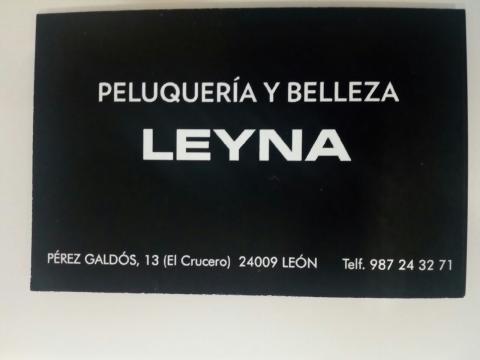 PELUQUERÍA Y BELLEZA
LEYNA
PÉREZ GALDÓS, 13 (El Crucero) 24009 LEÓN Telf. 987 24 32 71